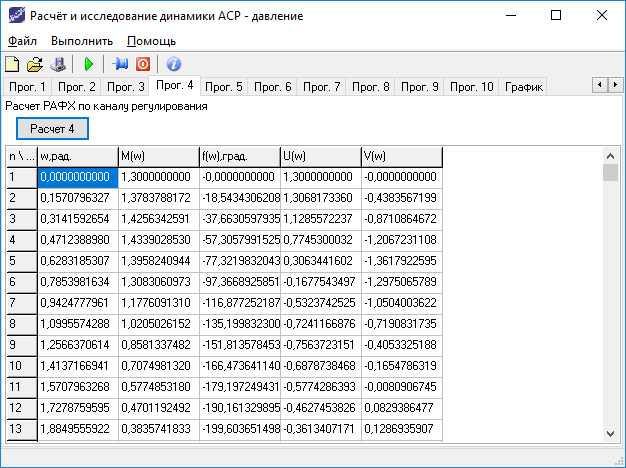 Расчёт и исследование динамики АСР - давление
Файл Выполнить Помощь
Прог. 1 Прог. 2 Прог. 3 Прог. 4 Прог. 5 Прог. 6 Прог. 7 Прог. 8 Прог. 9 Прог. 10 График
Расчет РАФХ по каналу регулирования
Расчет 4
n \ ... w,рад. M(w) f(w),град. U(w) V(w)
1 0,0000000000 1,3000000000 -0,0000000000 1,3000000000 -0,0000000000
2 0,1570796327 1,3783788172 -18,5434306208 1,3068173360 -0,4383567199
3 0,3141592654 1,4256342591 -37,6630597935 1,1285572237 -0,8710864672
4 0,4712388980 1,4339028530 -57,3057991525 0,7745300032 -1,2067231108
5 0,6283185307 1,3958240944 -77,3219832043 0,3063441602 -1,3617922595
6 0,7853981634 1,3083060973 -97,3668925851 -0,1677543497 -1,2975065789
7 0,9424777961 1,1776091310 -116,877252187 -0,5323742525 -1,0504003622
8 1,0995574288 1,0205026152 -135,199832300 -0,7241166876 -0,7190831735
9 1,2566370614 0,8581337482 -151,813578453 -0,7563723151 -0,4053325188
10 1,4137166941 0,7074981320 -166,473641140 -0,6878738468 -0,1654786319
11 1,5707963268 0,5774853180 -179,197249431 -0,5774286393 -0,0080906745
12 1,7278759595 0,4701192492 -190,161329895 -0,4627453826 0,0829386477
13 1,8849555922 0,3835741833 -199,603651498 -0,3613407171 0,1286935907